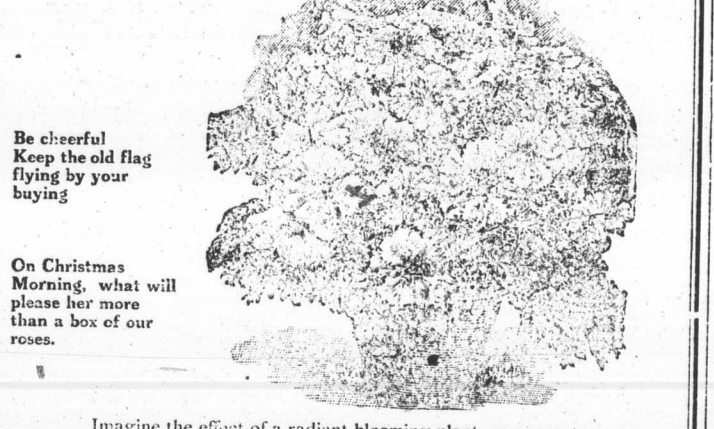 Be cheerful
Keep the old flag
flying by your
buying
On Christmas
Morning, what will
please her more
than a box of our
roses.
Imagine the effect of a radiant blooming plant